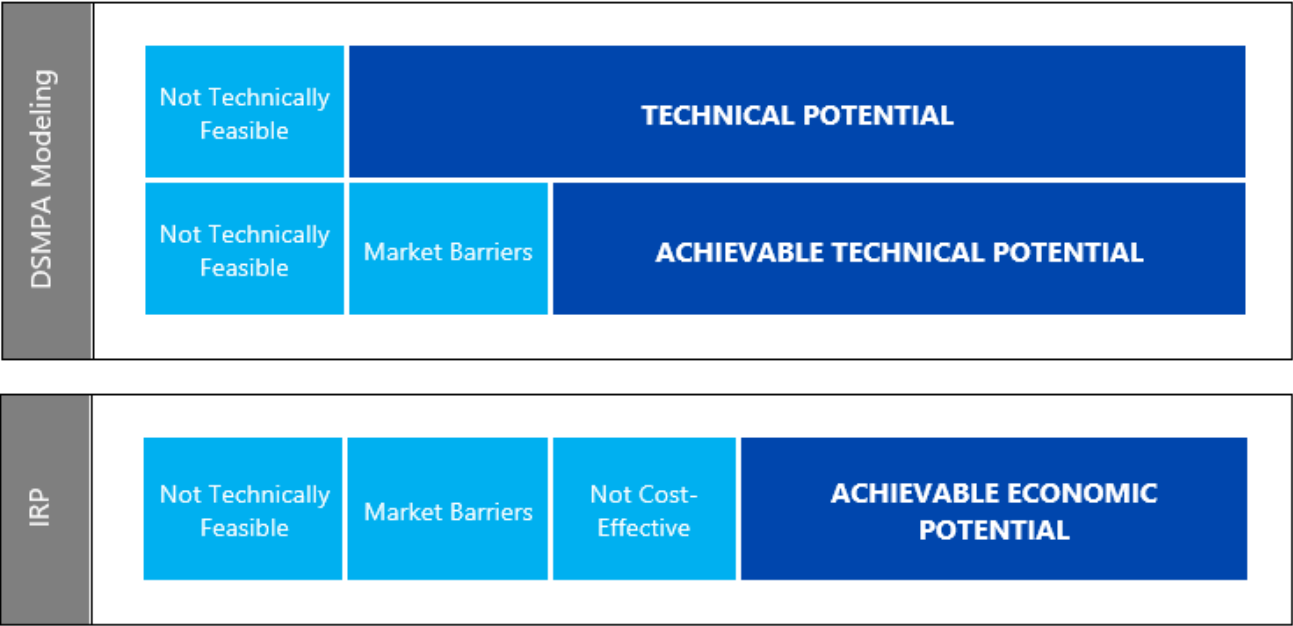 DSMPA Modeling
Not Technically
Feasible
TECHNICAL POTENTIAL
Not Technically
Feasible
Market Barriers
ACHIEVABLE TECHNICAL POTENTIAL
IRP
Not Technically
Feasible
Market Barriers
Not Cost-
Effective
ACHIEVABLE ECONOMIC
POTENTIAL